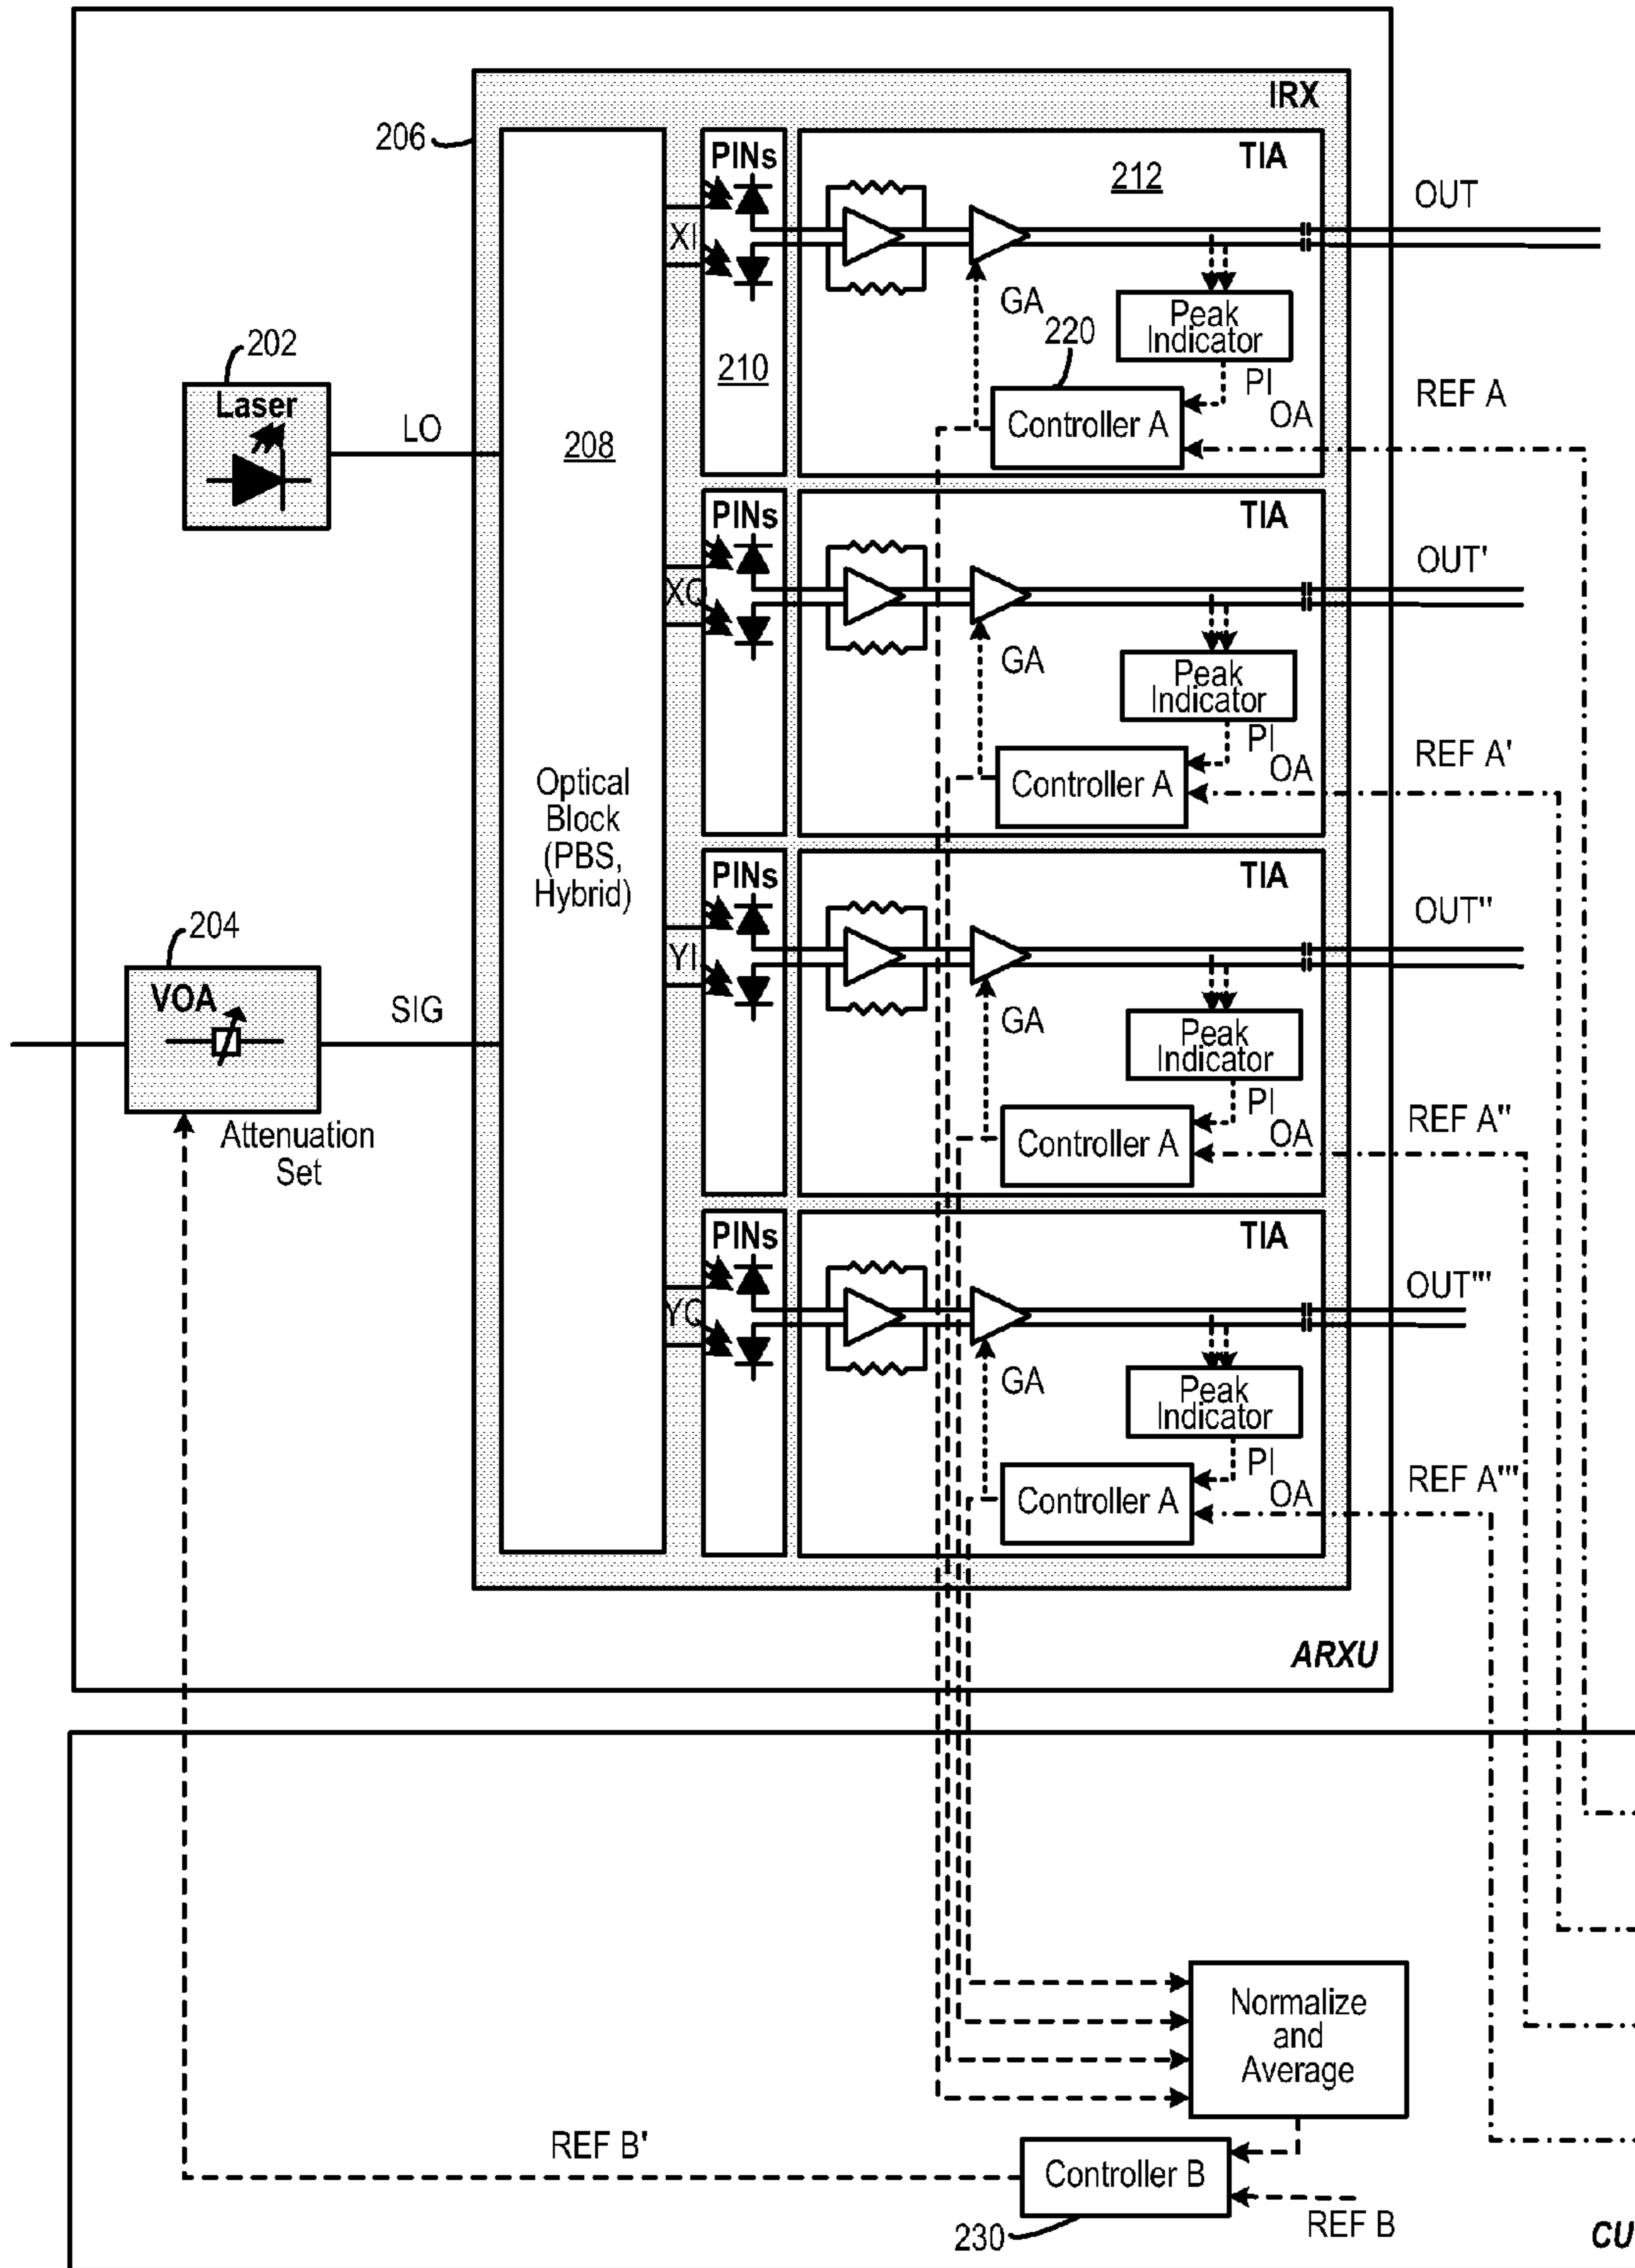 IRX
206
PINs
TIA
212
OUT
XI
GA
Peak
Indicator
220
210
PI
OA
REF A
Controller A
202
Laser
LO
208
PINs
TIA
OUT'
XQ
GA
Peak
Indicator
PI
OA
REF A'
Controller A
Optical
Block
(PBS,
Hybrid)
PINs
TIA
OUT"
204
VOA
SIG
YI
GA
Peak
Indicator
PI
OA
REF A"
Controller A
Attenuation
Set
PINs
TIA
OUT'''
YQ
GA
Peak
Indicator
PI
OA
REF A'''
Controller A
ARXU
Normalize
and
Average
REF B'
Controller B
REF B
230
CU